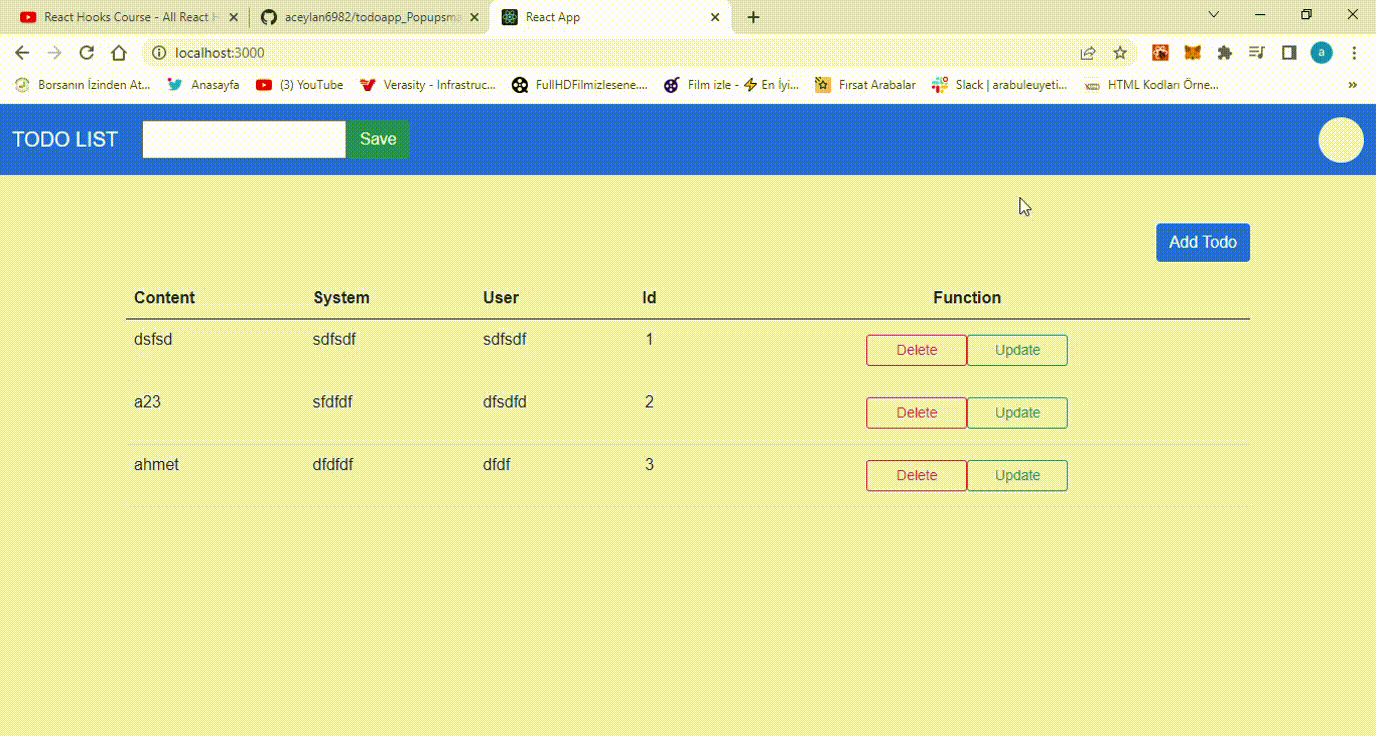 React Hooks Course - All React H
aceylan6982/todoapp_Popupsma
React App
localhost:3000
a
Borsanın İzinden At...
Anasayfa
(3) YouTube
Verasity - Infrastruc...
FullHDFilmizlesene....
Film izle - ⚡ En İyi...
Fırsat Arabalar
Slack | arabuleuyeti...
HTML Kodları Örne...
»
TODO LIST
Save
Add Todo
Content System User Id Function
dsfsd sdfsdf sdfsdf 1 Delete Update
a23 sfdfdf dfsdfd 2 Delete Update
ahmet dfdfdf dfdf 3 Delete Update